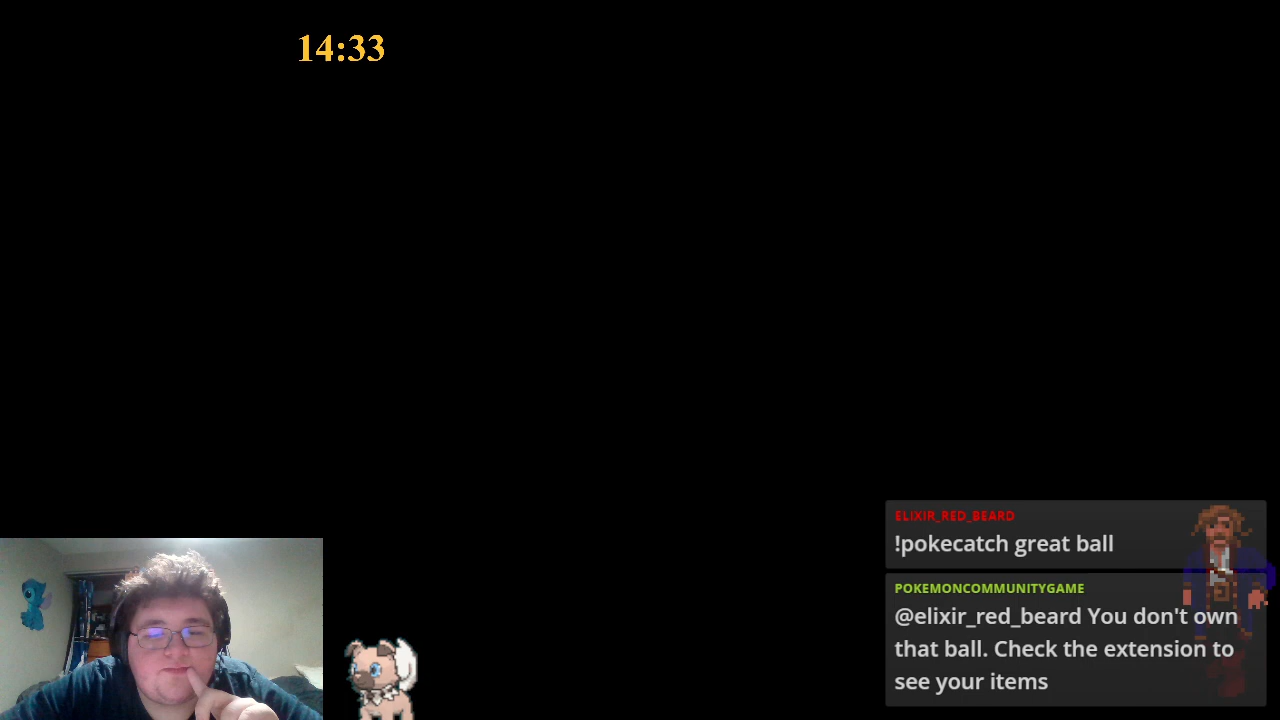 14:33
ELIXIR_RED_BEARD
!pokecatch great ball
POKEMONCOMMUNITYGAME
@elixir_red_beard You don't own
that ball. Check the extension to
see your items